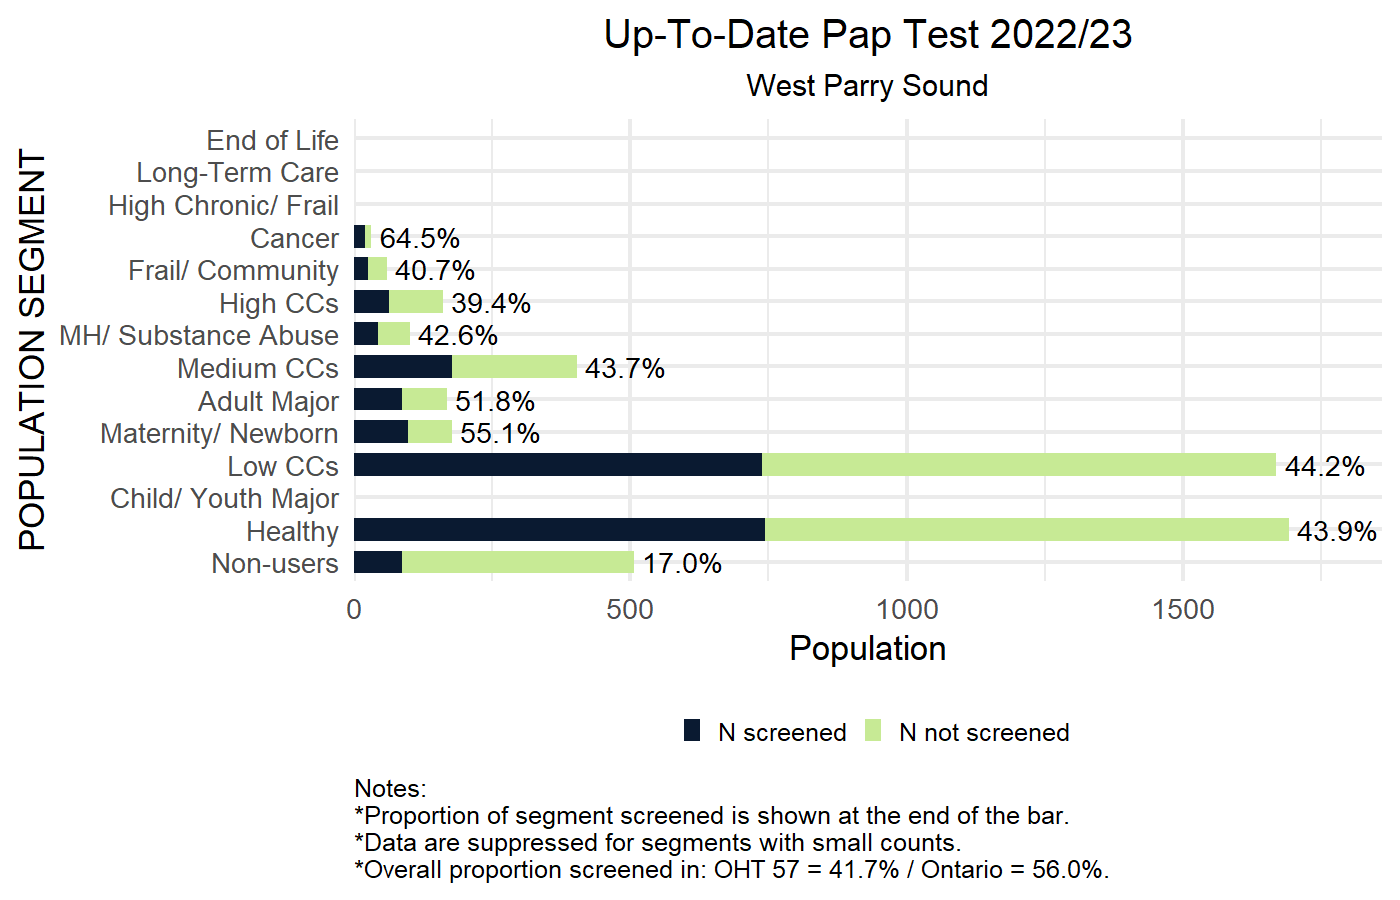 Up-To-Date Pap Test 2022/23
West Parry Sound
POPULATION SEGMENT
End of Life
Long-Term Care
High Chronic/ Frail
Cancer 64.5%
Frail/ Community 40.7%
High CCs 39.4%
MH/ Substance Abuse 42.6%
Medium CCs 43.7%
Adult Major 51.8%
Maternity/ Newborn 55.1%
Low CCs 44.2%
Child/ Youth Major
Healthy 43.9%
Non-users 17.0%
0 500 1000 1500
Population
N screened N not screened
Notes:
*Proportion of segment screened is shown at the end of the bar.
*Data are suppressed for segments with small counts.
*Overall proportion screened in: OHT 57 = 41.7% / Ontario = 56.0%.